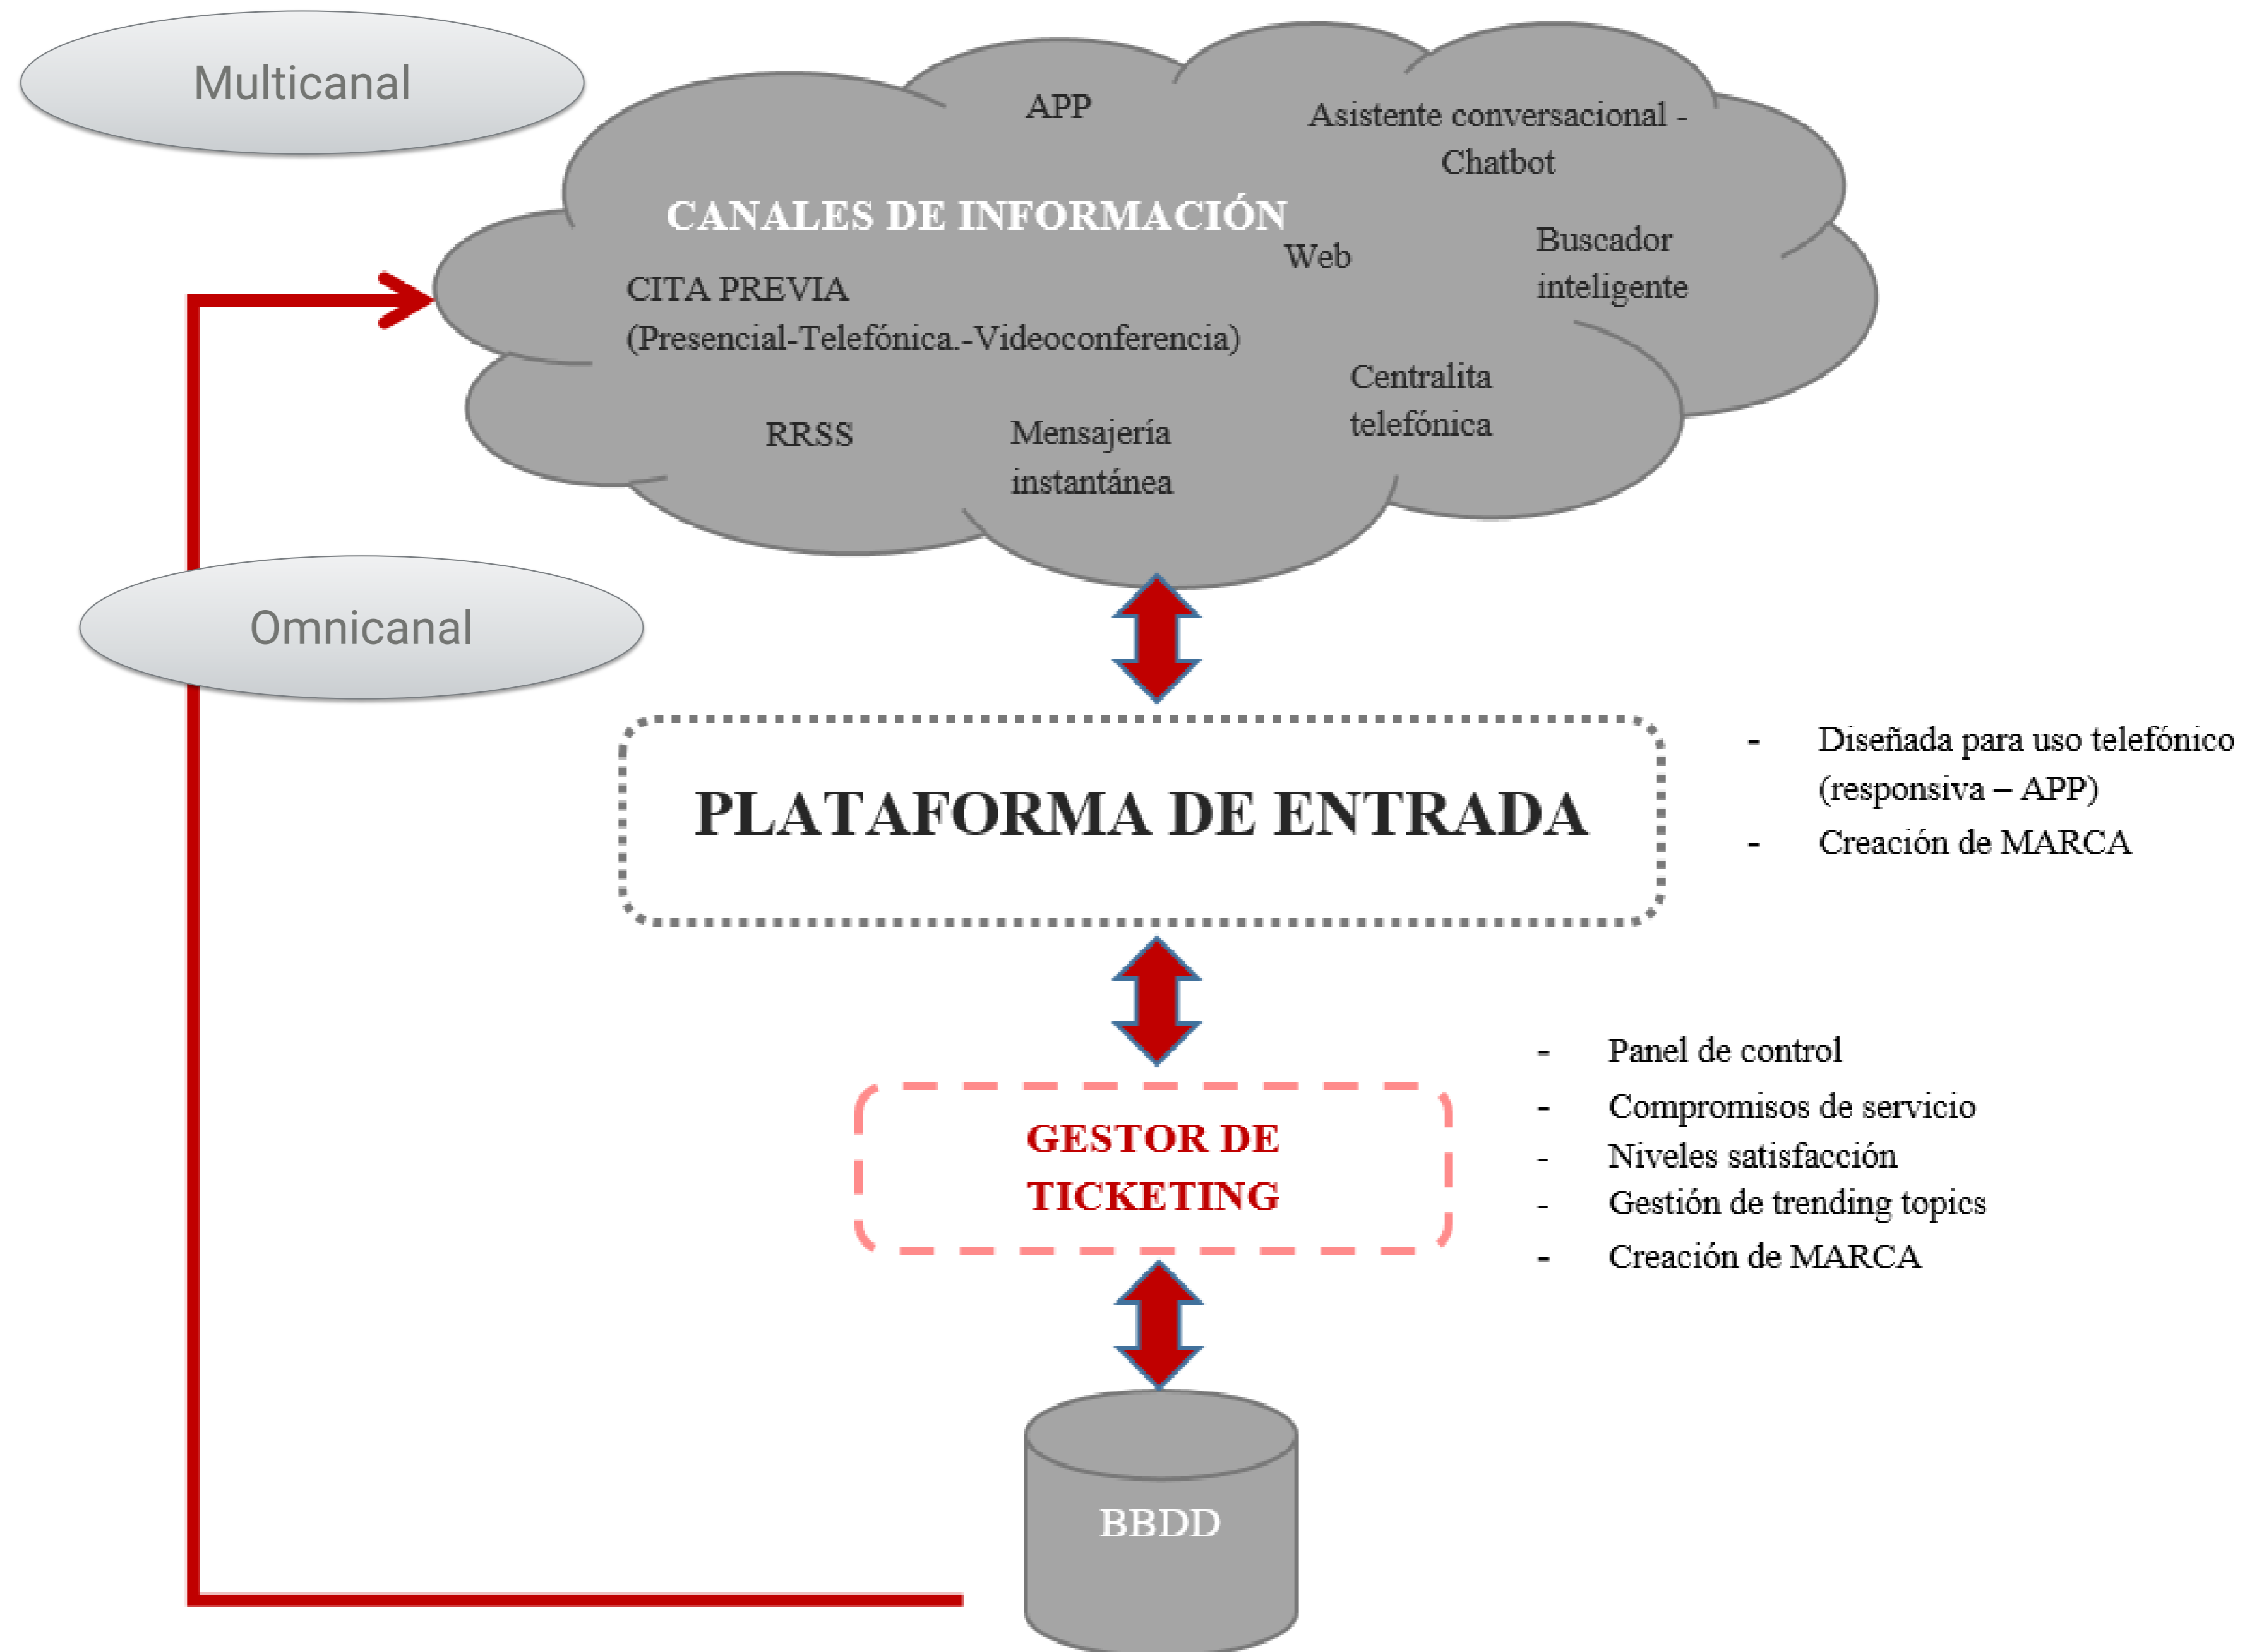 Multicanal
APP
Asistente conversacional -
Chatbot
CANALES DE INFORMACIÓN
Web
Buscador
inteligente
CITA PREVIA
(Presencial-Telefónica.-Videoconferencia)
Centralita
telefónica
RRSS
Mensajería
instantánea
Omnicanal
PLATAFORMA DE ENTRADA
- Diseñada para uso telefónico
(responsiva – APP)
- Creación de MARCA
GESTOR DE
TICKETING
- Panel de control
- Compromisos de servicio
- Niveles satisfacción
- Gestión de trending topics
- Creación de MARCA
BBDD